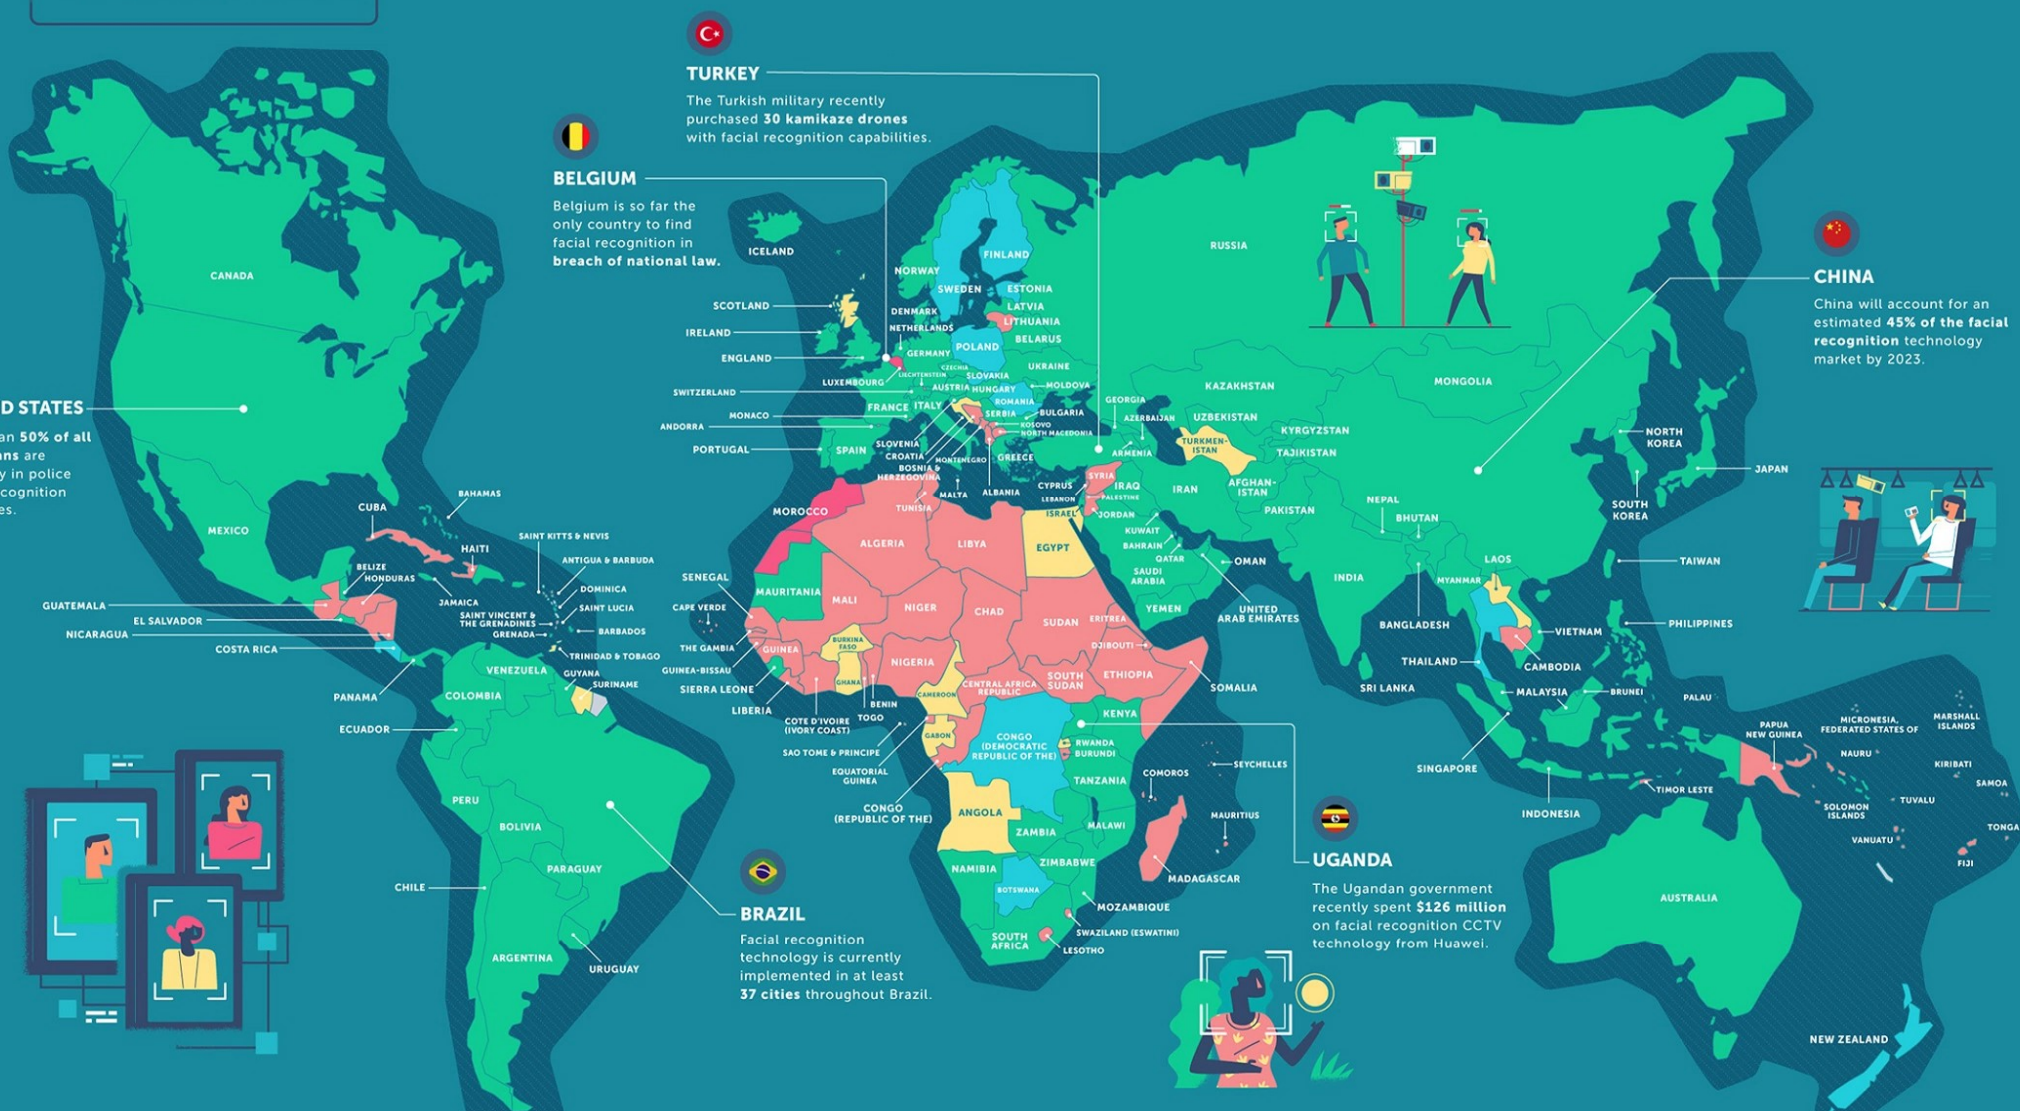 TURKEY
The Turkish military recently
purchased 30 kamikaze drones
with facial recognition capabilities.
BELGIUM
Belgium is so far the
only country to find
facial recognition in
breach of national law.
CHINA
China will account for an
estimated 45% of the facial
recognition technology
market by 2023.
D STATES
an 50% of all
ans are
y in police
cognition
es.
CANADA
MEXICO
CUBA
BAHAMAS
HAITI
SAINT KITTS & NEVIS
ANTIGUA & BARBUDA
BELIZE
HONDURAS
DOMINICA
JAMAICA
SAINT LUCIA
GUATEMALA
EL SALVADOR
SAINT VINCENT &
THE GRENADINES
NICARAGUA
GRENADA
BARBADOS
COSTA RICA
TRINIDAD & TOBAGO
PANAMA
VENEZUELA
GUYANA
SURINAME
COLOMBIA
ECUADOR
PERU
BOLIVIA
PARAGUAY
CHILE
ARGENTINA
URUGUAY
ICELAND
NORWAY
SWEDEN
FINLAND
ESTONIA
LATVIA
LITHUANIA
BELARUS
SCOTLAND
IRELAND
ENGLAND
DENMARK
NETHERLANDS
GERMANY
POLAND
CZECHIA
SLOVAKIA
UKRAINE
LUXEMBOURG
LIECHTENSTEIN
AUSTRIA
HUNGARY
MOLDOVA
SWITZERLAND
FRANCE
ITALY
ROMANIA
SERBIA
BULGARIA
MONACO
KOSOVO
NORTH MACEDONIA
ANDORRA
PORTUGAL
SPAIN
SLOVENIA
CROATIA
BOSNIA &
HERZEGOVINA
MONTENEGRO
GREECE
MALTA
ALBANIA
CYPRUS
LEBANON
RUSSIA
KAZAKHSTAN
MONGOLIA
GEORGIA
AZERBAIJAN
ARMENIA
UZBEKISTAN
TURKMEN-
ISTAN
KYRGYZSTAN
TAJIKISTAN
NORTH
KOREA
JAPAN
SOUTH
KOREA
SYRIA
IRAQ
PALESTINE
ISRAEL
JORDAN
IRAN
AFGHAN-
ISTAN
PAKISTAN
NEPAL
BHUTAN
KUWAIT
BAHRAIN
QATAR
OMAN
SAUDI
ARABIA
YEMEN
UNITED
ARAB EMIRATES
INDIA
BANGLADESH
SRI LANKA
MYANMAR
LAOS
TAIWAN
VIETNAM
PHILIPPINES
THAILAND
CAMBODIA
MALAYSIA
BRUNEI
PALAU
SINGAPORE
INDONESIA
TIMOR LESTE
PAPUA
NEW GUINEA
MICRONESIA,
FEDERATED STATES OF
MARSHALL
ISLANDS
NAURU
KIRIBATI
SAMOA
SOLOMON
ISLANDS
TUVALU
VANUATU
TONGA
FIJI
AUSTRALIA
NEW ZEALAND
MOROCCO
TUNISIA
ALGERIA
LIBYA
EGYPT
SENEGAL
CAPE VERDE
MAURITANIA
MALI
NIGER
CHAD
SUDAN
ERITREA
THE GAMBIA
GUINEA
BURKINA
FASO
NIGERIA
DJIBOUTI
GUINEA-BISSAU
SIERRA LEONE
LIBERIA
GHANA
COTE D'IVOIRE
(IVORY COAST)
TOGO
BENIN
CAMEROON
CENTRAL AFRICA
REPUBLIC
SOUTH
SUDAN
ETHIOPIA
SOMALIA
SAO TOME & PRINCIPE
EQUATORIAL
GUINEA
GABON
CONGO
(REPUBLIC OF THE)
CONGO
(DEMOCRATIC
REPUBLIC OF THE)
KENYA
RWANDA
BURUNDI
TANZANIA
SEYCHELLES
COMOROS
ANGOLA
ZAMBIA
MALAWI
MAURITIUS
NAMIBIA
ZIMBABWE
BOTSWANA
MADAGASCAR
MOZAMBIQUE
SWAZILAND (ESWATINI)
SOUTH
AFRICA
LESOTHO
BRAZIL
Facial recognition
technology is currently
implemented in at least
37 cities throughout Brazil.
UGANDA
The Ugandan government
recently spent $126 million
on facial recognition CCTV
technology from Huawei.